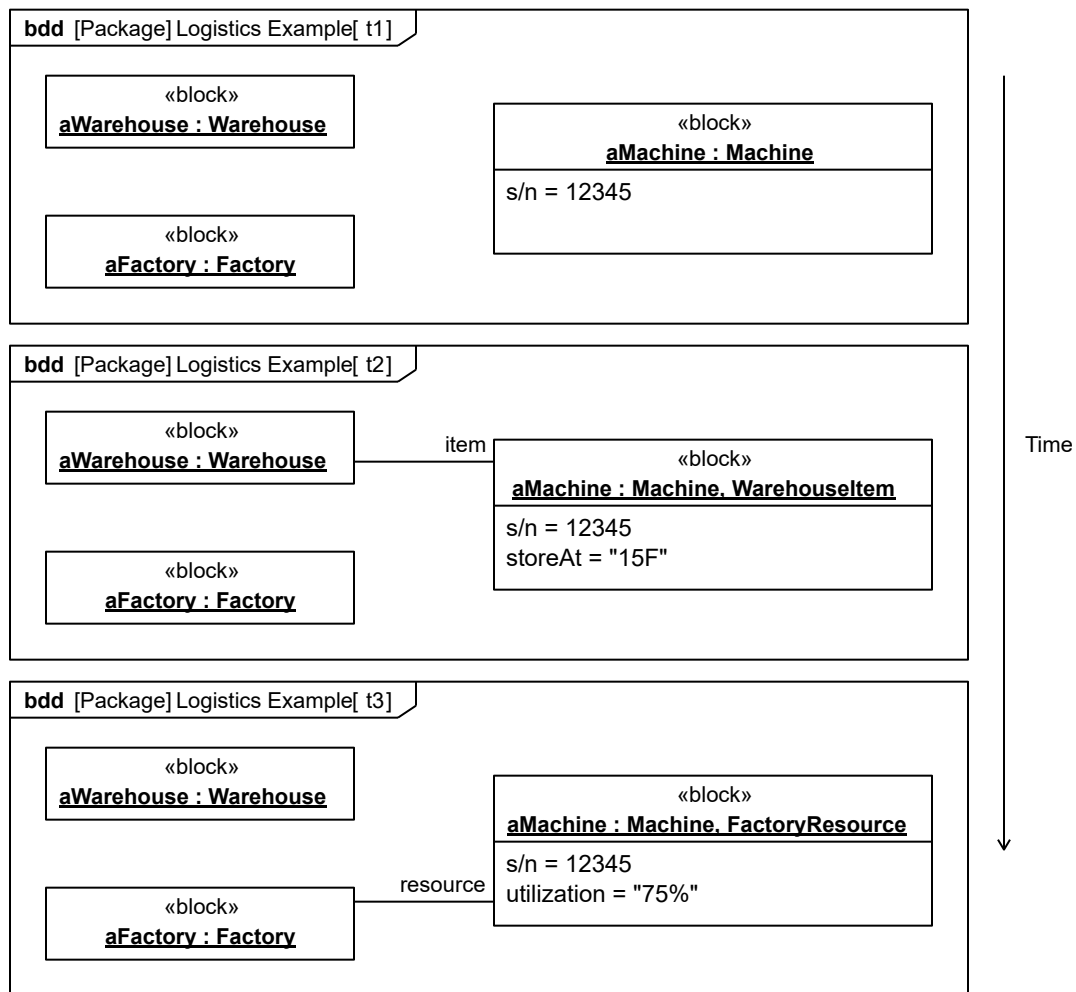 bdd [Package] Logistics Example[ t1]
«block»
aWarehouse : Warehouse
«block»
aMachine : Machine
s/n = 12345
«block»
aFactory : Factory
bdd [Package] Logistics Example[ t2]
«block»
aWarehouse : Warehouse
item
«block»
aMachine : Machine, WarehouseItem
s/n = 12345
storeAt = "15F"
«block»
aFactory : Factory
Time
bdd [Package] Logistics Example[ t3]
«block»
aWarehouse : Warehouse
«block»
aMachine : Machine, FactoryResource
s/n = 12345
utilization = "75%"
resource
«block»
aFactory : Factory